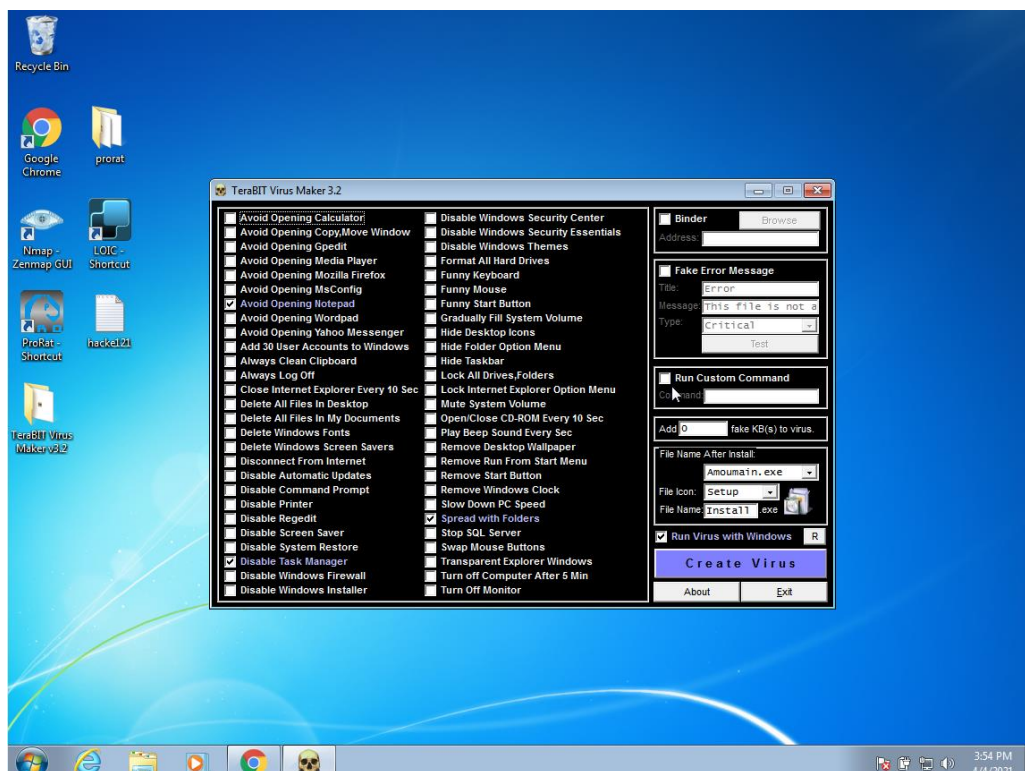 Recycle Bin
Google
Chrome
prorat
Nmap -
Zenmap GUI
LOIC -
Shortcut
ProRat -
Shortcut
hacke121
TeraBIT Virus
Maker v3.2
TeraBIT Virus Maker 3.2
Avoid Opening Calculator
Avoid Opening Copy,Move Window
Avoid Opening Gpedit
Avoid Opening Media Player
Avoid Opening Mozilla Firefox
Avoid Opening MsConfig
Avoid Opening Notepad
Avoid Opening Wordpad
Avoid Opening Yahoo Messenger
Add 30 User Accounts to Windows
Always Clean Clipboard
Always Log Off
Close Internet Explorer Every 10 Sec
Delete All Files In Desktop
Delete All Files In My Documents
Delete Windows Fonts
Delete Windows Screen Savers
Disconnect From Internet
Disable Automatic Updates
Disable Command Prompt
Disable Printer
Disable Regedit
Disable Screen Saver
Disable System Restore
Disable Task Manager
Disable Windows Firewall
Disable Windows Installer
Disable Windows Security Center
Disable Windows Security Essentials
Disable Windows Themes
Format All Hard Drives
Funny Keyboard
Funny Mouse
Funny Start Button
Gradually Fill System Volume
Hide Desktop Icons
Hide Folder Option Menu
Hide Taskbar
Lock All Drives,Folders
Lock Internet Explorer Option Menu
Mute System Volume
Open/Close CD-ROM Every 10 Sec
Play Beep Sound Every Sec
Remove Desktop Wallpaper
Remove Run From Start Menu
Remove Start Button
Remove Windows Clock
Slow Down PC Speed
Spread with Folders
Stop SQL Server
Swap Mouse Buttons
Transparent Explorer Windows
Turn off Computer After 5 Min
Turn Off Monitor
Binder Browse
Address:
Fake Error Message
Title: Error
Message: This file is not a
Type: Critical
Test
Run Custom Command
Add 0 fake KB(s) to virus.
File Name After Install:
Amoumain.exe
File Icon: Setup
File Name: Install .exe
Run Virus with Windows R
Create Virus
About Exit
3:54 PM
4/4/2021